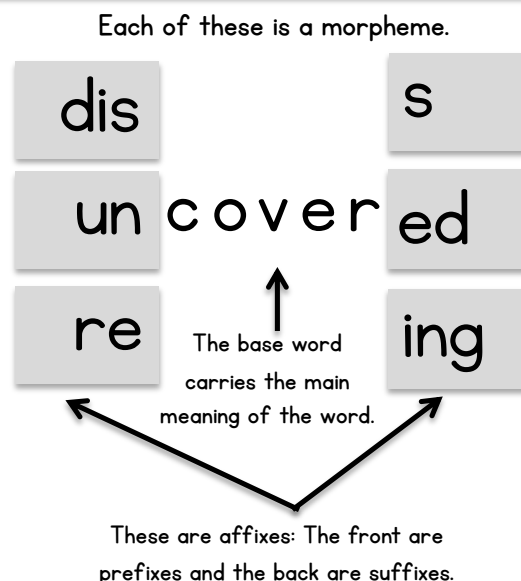 Each of these is a morpheme.
dis
s
un cover ed
re
ing
The base word
carries the main
meaning of the word.
These are affixes: The front are
prefixes and the back are suffixes.